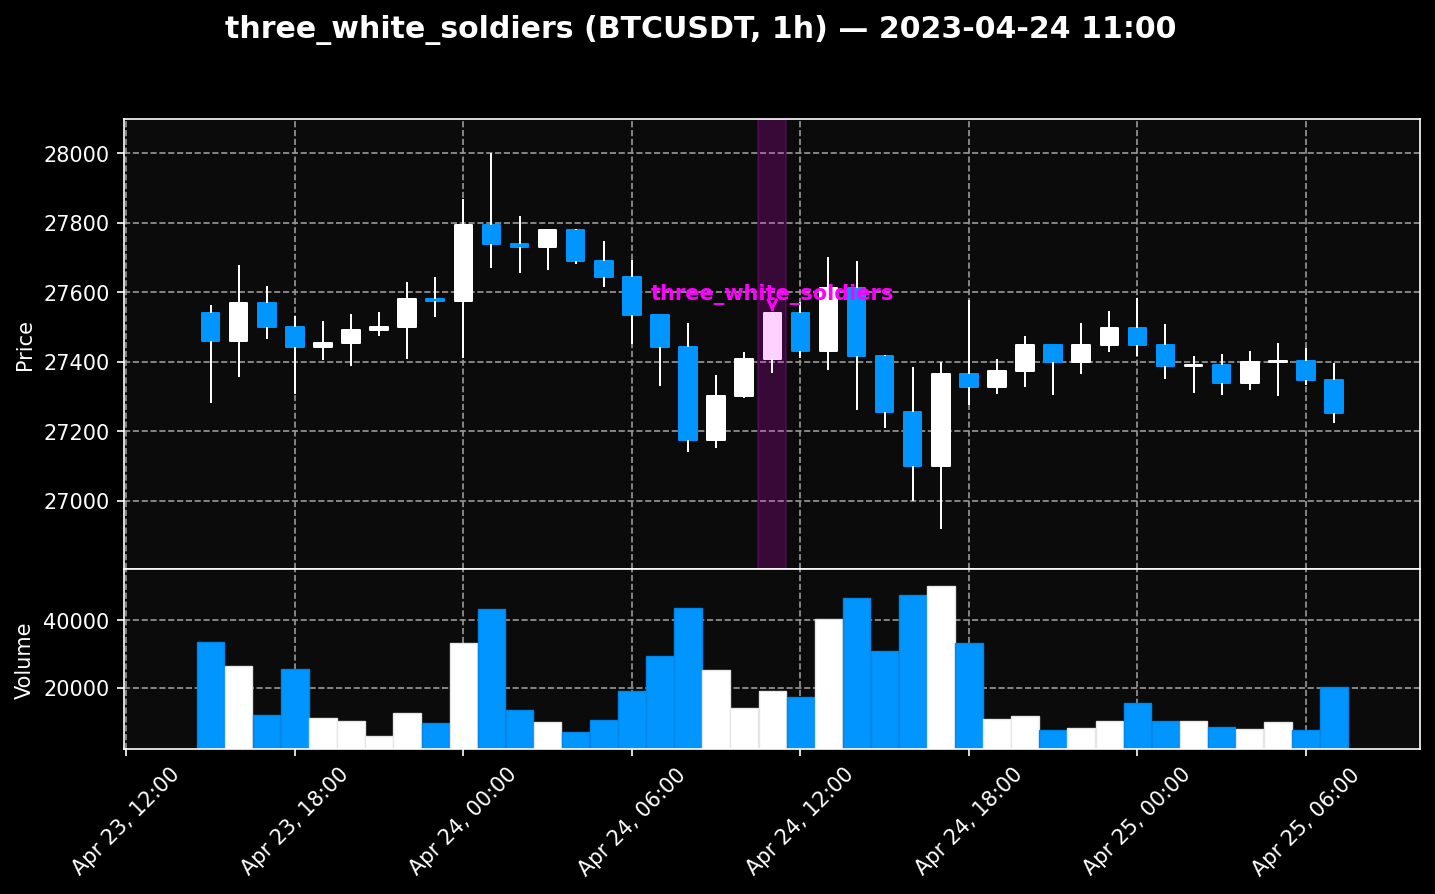 three_white_soldiers (BTCUSDT, 1h) — 2023-04-24 11:00
28000
27800
27600
27400
27200
27000
Price
three_white_soldiers
40000
20000
Volume
Apr 23, 12:00
Apr 23, 18:00
Apr 24, 00:00
Apr 24, 06:00
Apr 24, 12:00
Apr 24, 18:00
Apr 25, 00:00
Apr 25, 06:00